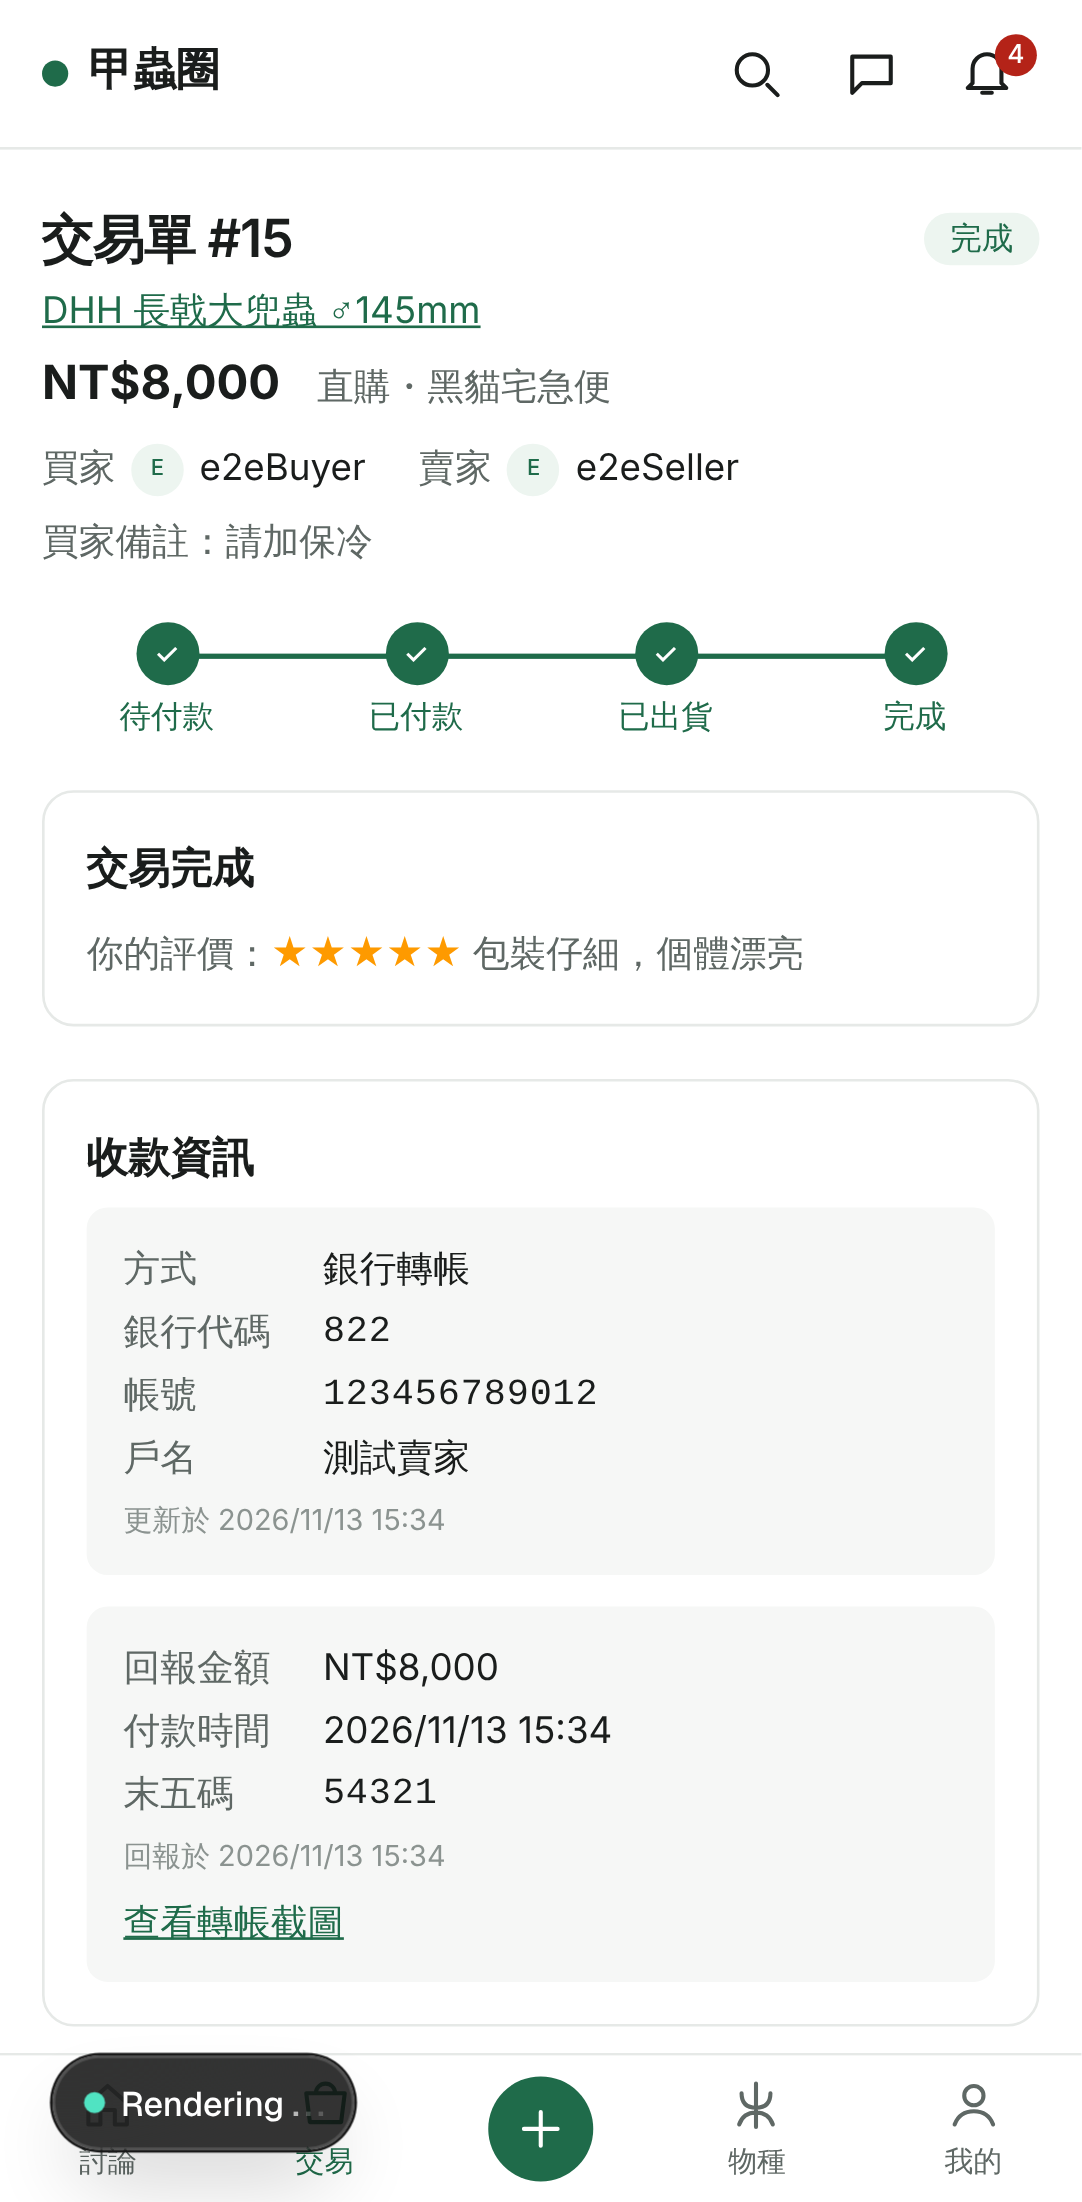 甲蟲圈
4
交易單 #15
完成
DHH 長戟大兜蟲 ♂145mm
NT$8,000 直購・黑貓宅急便
買家 E e2eBuyer 賣家 E e2eSeller
買家備註：請加保冷
待付款 已付款 已出貨 完成
交易完成
你的評價：★★★★★ 包裝仔細，個體漂亮
收款資訊
方式 銀行轉帳
銀行代碼 822
帳號 123456789012
戶名 測試賣家
更新於 2026/11/13 15:34
回報金額 NT$8,000
付款時間 2026/11/13 15:34
末五碼 54321
回報於 2026/11/13 15:34
查看轉帳截圖
Rendering ...
討論 交易 物種 我的